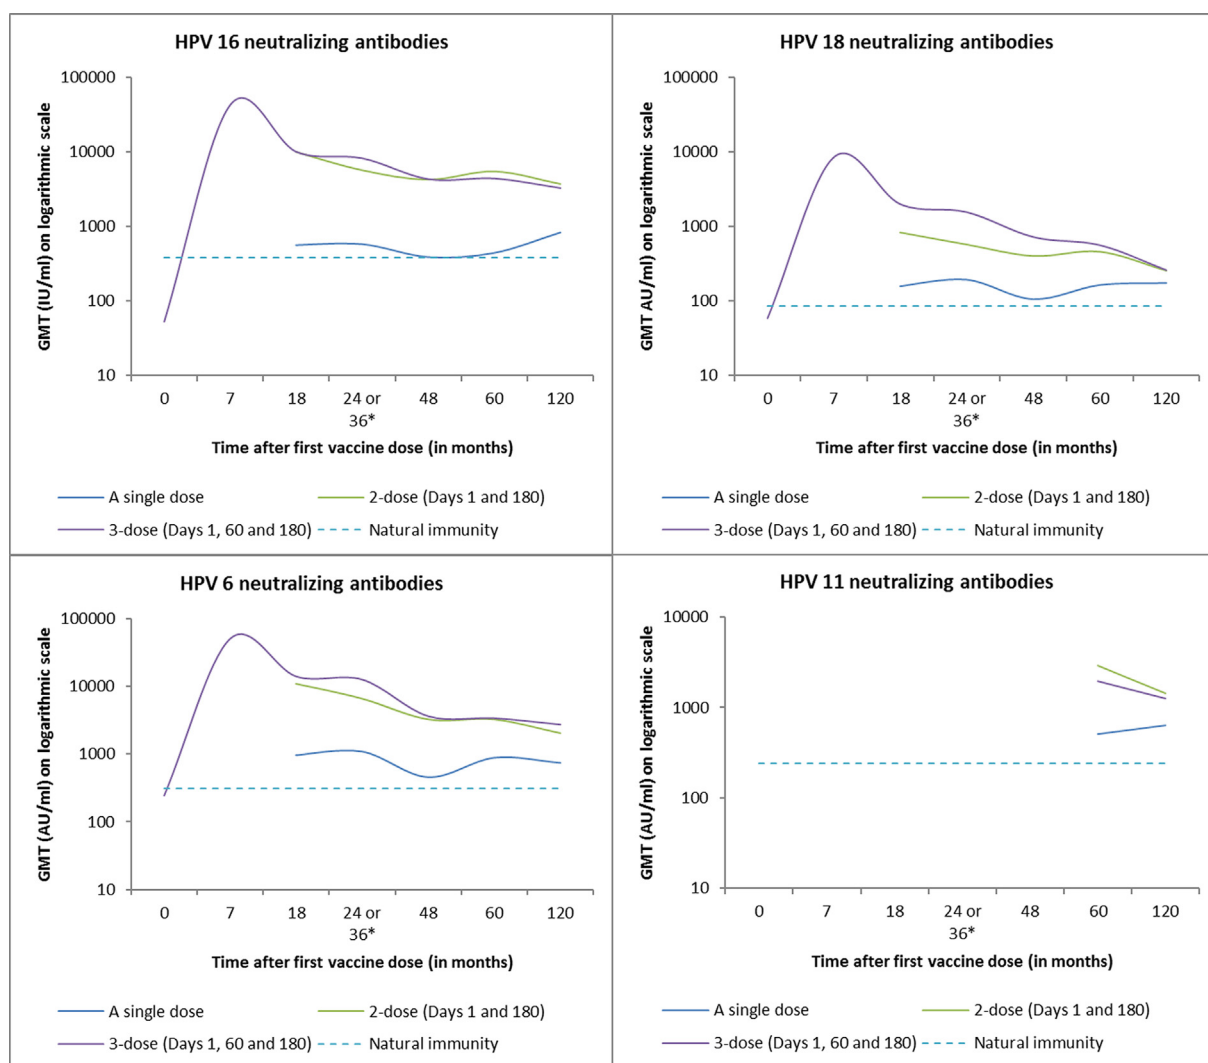 HPV 16 neutralizing antibodies
GMT (IU/ml) on logarithmic scale
100000
10000
1000
100
10
0 7 18 24 or 48 60 120
36*
Time after first vaccine dose (in months)
A single dose 2-dose (Days 1 and 180)
3-dose (Days 1, 60 and 180) Natural immunity
HPV 18 neutralizing antibodies
GMT AU/ml) on logarithmic scale
100000
10000
1000
100
10
0 7 18 24 or 48 60 120
36*
Time after first vaccine dose (in months)
A single dose 2-dose (Days 1 and 180)
3-dose (Days 1, 60 and 180) Natural immunity
HPV 6 neutralizing antibodies
GMT (AU/ml) on logarithmic scale
100000
10000
1000
100
10
0 7 18 24 or 48 60 120
36*
Time after first vaccine dose (in months)
A single dose 2-dose (Days 1 and 180)
3-dose (Days 1, 60 and 180) Natural immunity
HPV 11 neutralizing antibodies
GMT (AU/ml) on logarithmic scale
10000
1000
100
10
0 7 18 24 or 48 60 120
36*
Time after first vaccine dose (in months)
A single dose 2-dose (Days 1 and 180)
3-dose (Days 1, 60 and 180) Natural immunity